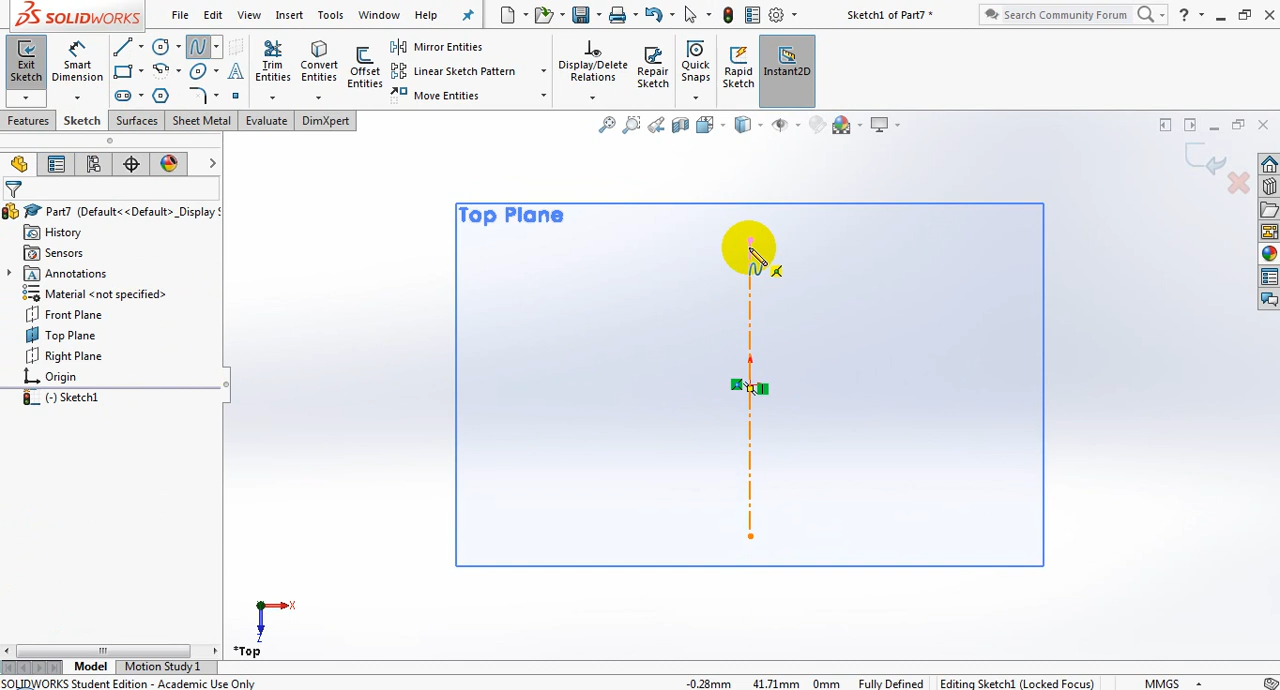 SOLIDWORKS
File Edit View Insert Tools Window Help
Sketch1 of Part7 *
Search Community Forum
?
Exit Sketch
Smart Dimension
Trim Entities
Convert Entities
Offset Entities
Mirror Entities
Linear Sketch Pattern
Move Entities
Display/Delete Relations
Repair Sketch
Quick Snaps
Rapid Sketch
Instant2D
Features Sketch Surfaces Sheet Metal Evaluate DimXpert
Part7 (Default<<Default>_Display S
History
Sensors
Annotations
Material <not specified>
Front Plane
Top Plane
Right Plane
Origin
(-) Sketch1
Top Plane
X
Z
*Top
Model Motion Study 1
SOLIDWORKS Student Edition - Academic Use Only
-0.28mm 41.71mm 0mm Fully Defined Editing Sketch1 (Locked Focus) MMGS